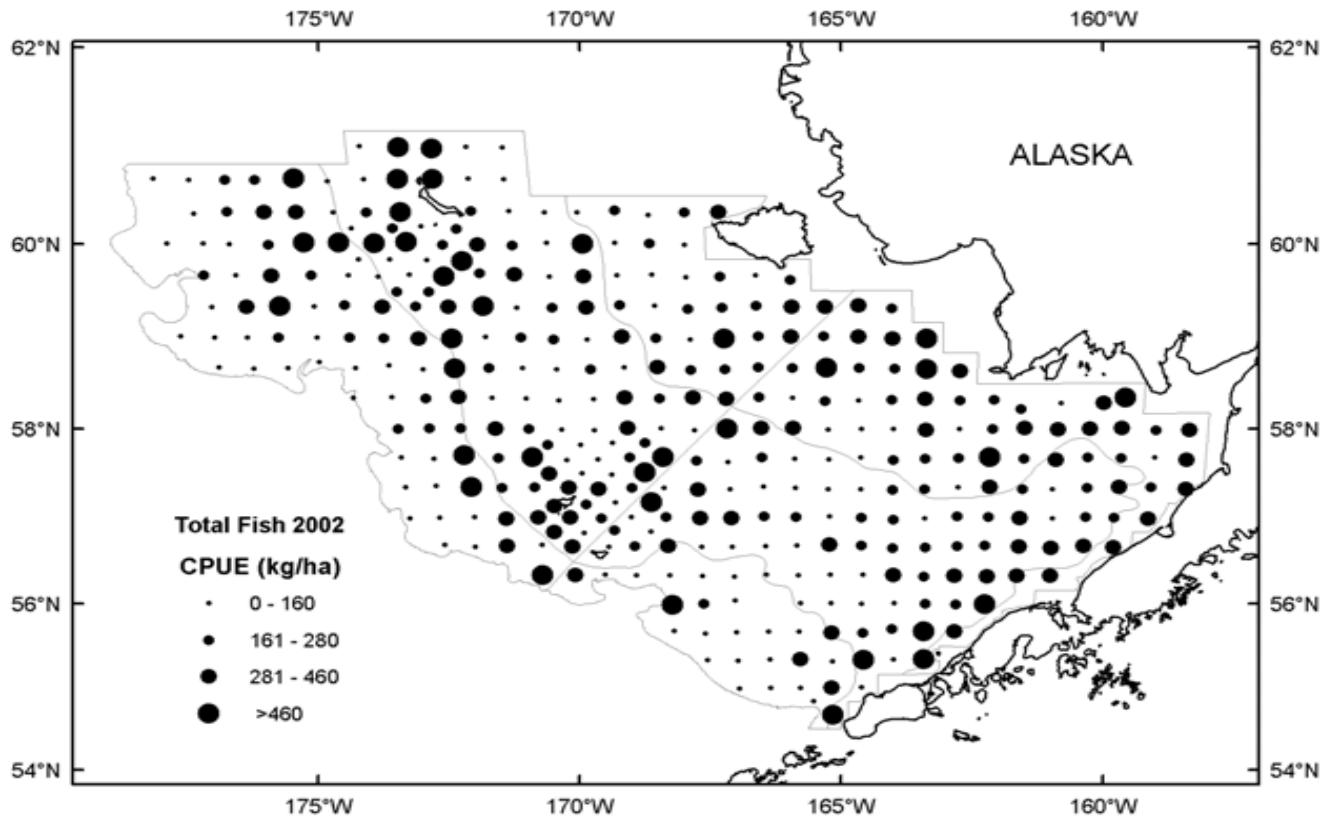 175°W 170°W 165°W 160°W
62°N 62°N
ALASKA
60°N 60°N
58°N 58°N
Total Fish 2002
CPUE (kg/ha)
0 - 160
161 - 280
281 - 460
>460
56°N 56°N
54°N 54°N
175°W 170°W 165°W 160°W